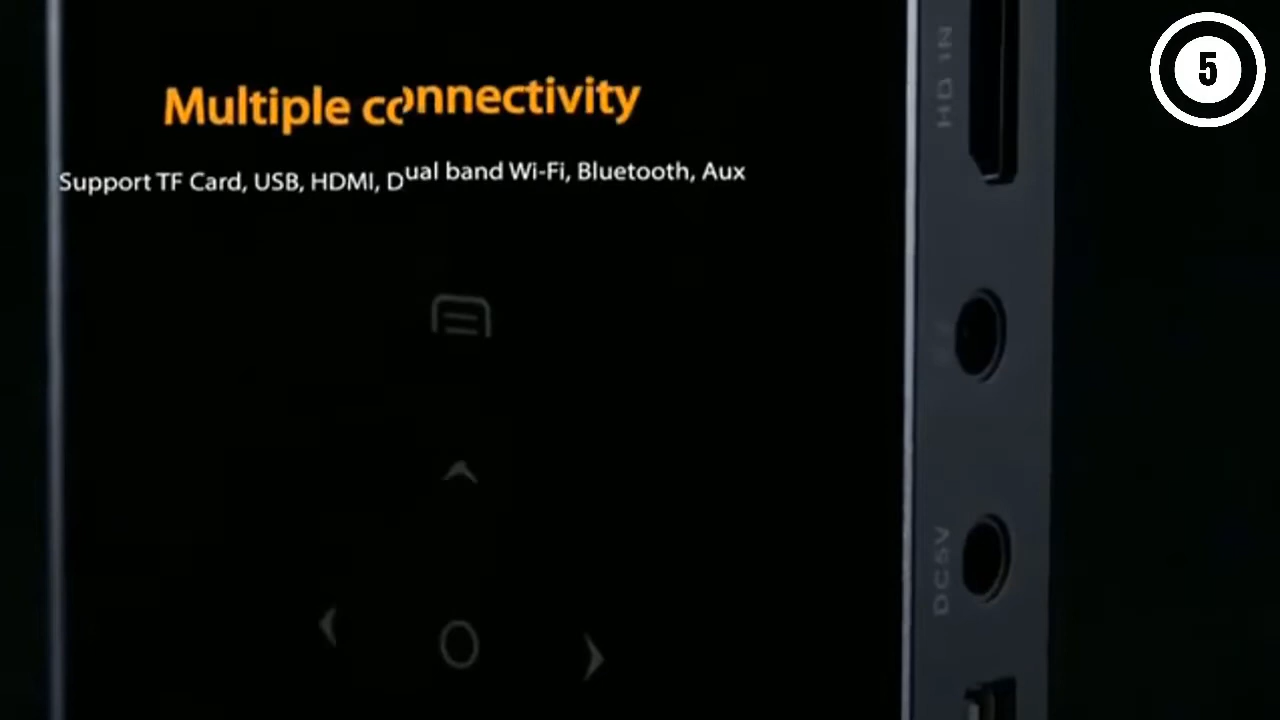 5
HD IN
Multiple connectivity
Support TF Card, USB, HDMI, Dual band Wi-Fi, Bluetooth, Aux
DC5V